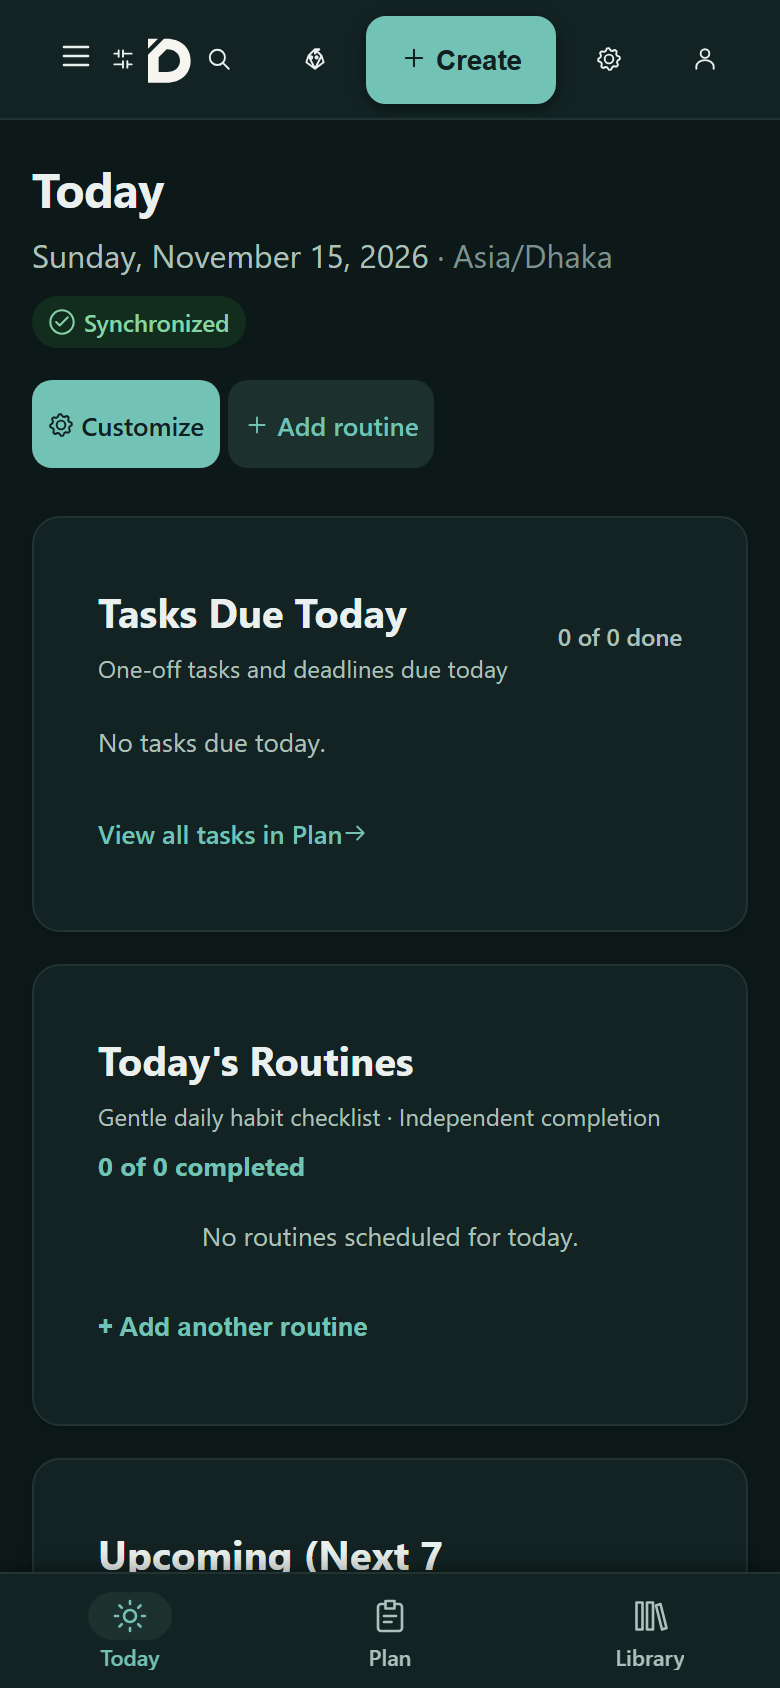 + Create
Today
Sunday, November 15, 2026 · Asia/Dhaka
Synchronized
Customize
+ Add routine
Tasks Due Today
0 of 0 done
One-off tasks and deadlines due today
No tasks due today.
View all tasks in Plan→
Today's Routines
Gentle daily habit checklist · Independent completion
0 of 0 completed
No routines scheduled for today.
+ Add another routine
Upcoming (Next 7
Today
Plan
Library